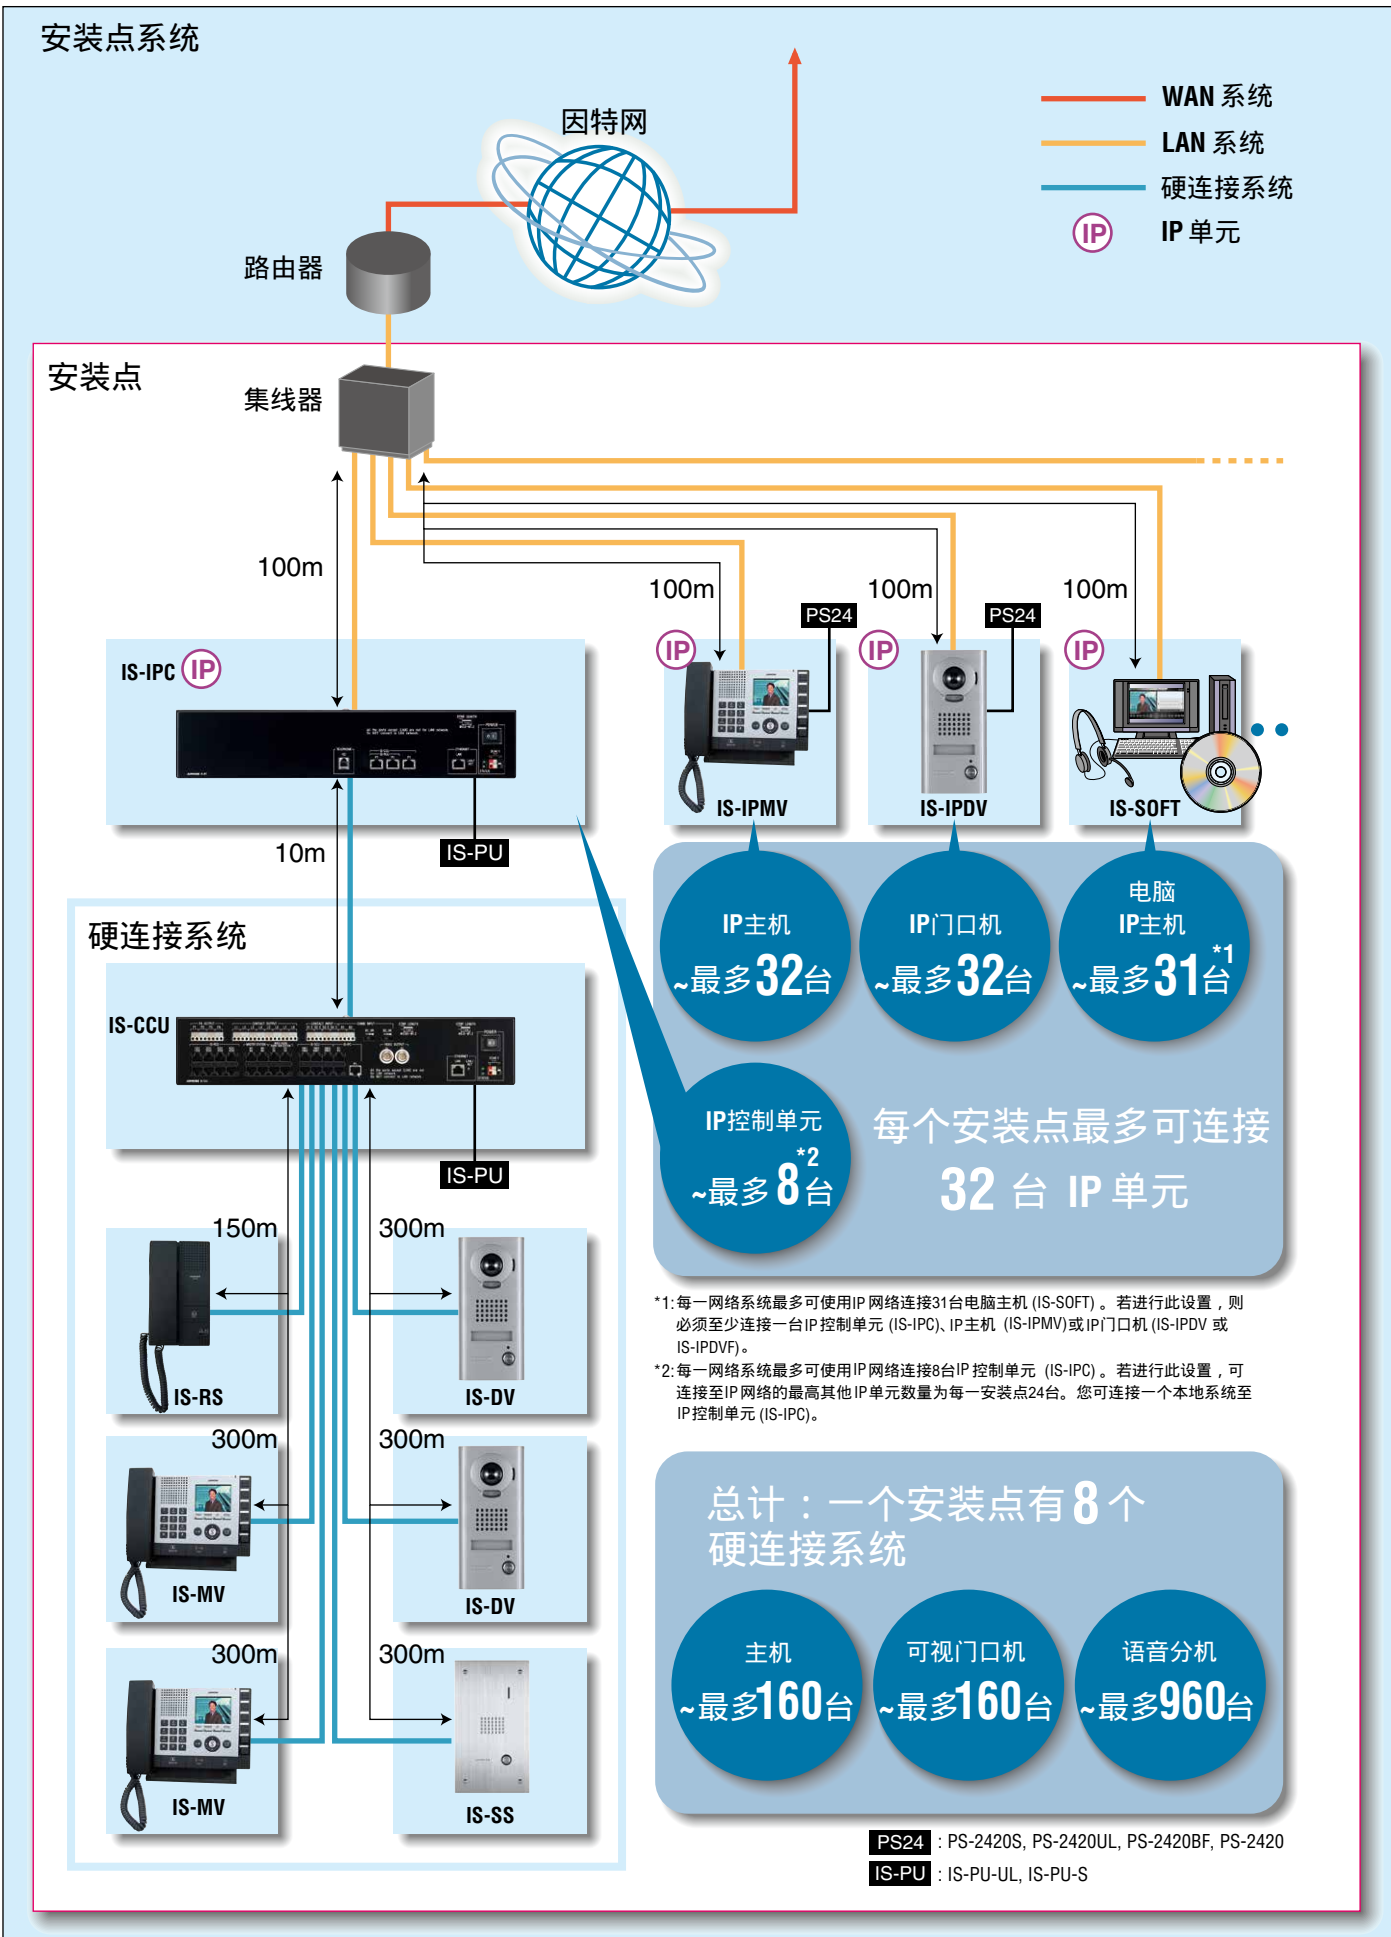 安装点系统
因特网
WAN 系统
LAN 系统
硬连接系统
IP
IP 单元
路由器
安装点
集线器
100m
100m
100m
100m
PS24
PS24
IS-IPC
IP
IP
IP
IP
IS-IPMV
IS-IPDV
IS-SOFT
10m
IS-PU
IP主机
~最多32台
IP门口机
~最多32台
电脑
IP主机
~最多31台*1
硬连接系统
IS-CCU
IS-PU
IP控制单元
~最多8台*2
每个安装点最多可连接
32 台 IP 单元
150m
300m
IS-RS
IS-DV
*1:每一网络系统最多可使用IP 网络连接31台电脑主机 (IS-SOFT) 。若进行此设置，则
必须至少连接一台IP 控制单元 (IS-IPC)、IP主机 (IS-IPMV)或IP门口机 (IS-IPDV 或
IS-IPDVF)。
*2:每一网络系统最多可使用IP 网络连接8台IP 控制单元 (IS-IPC) 。若进行此设置，可
连接至IP 网络的最高其他 IP 单元数量为每一安装点24台。您可连接一个本地系统至
IP 控制单元 (IS-IPC)。
300m
300m
IS-MV
IS-DV
总计：一个安装点有 8 个
硬连接系统
300m
300m
IS-MV
IS-SS
主机
~最多160台
可视门口机
~最多160台
语音分机
~最多960台
PS24 : PS-2420S, PS-2420UL, PS-2420BF, PS-2420
IS-PU : IS-PU-UL, IS-PU-S